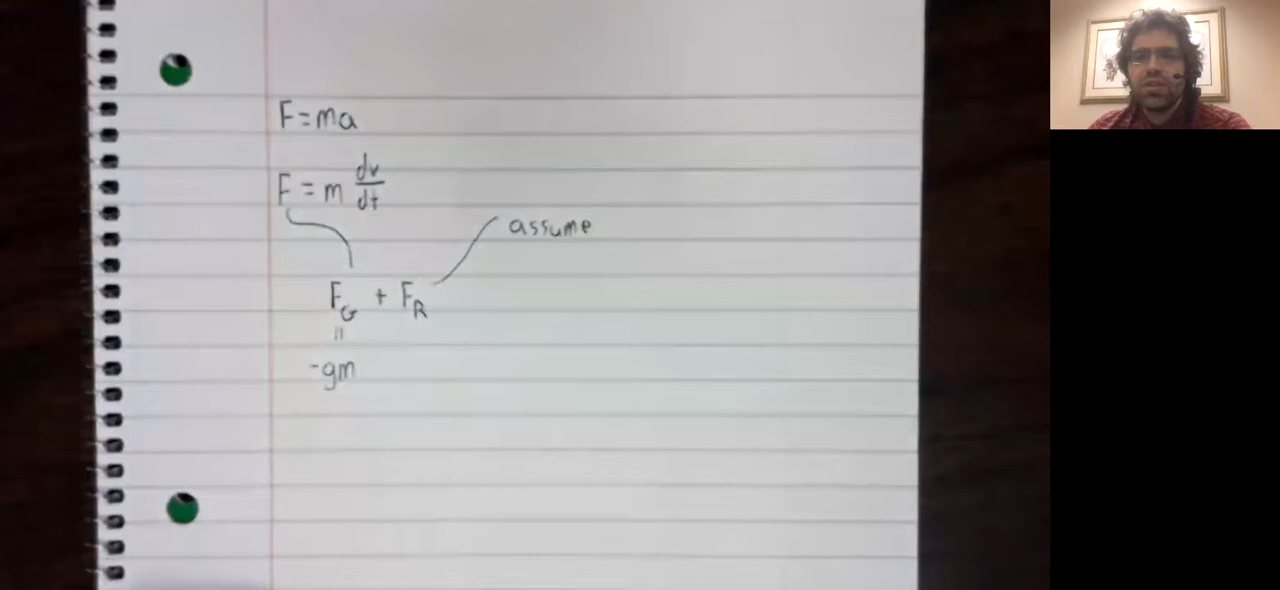 F = ma
F = m dv/dt
assume
F_G + F_R
=
-gm